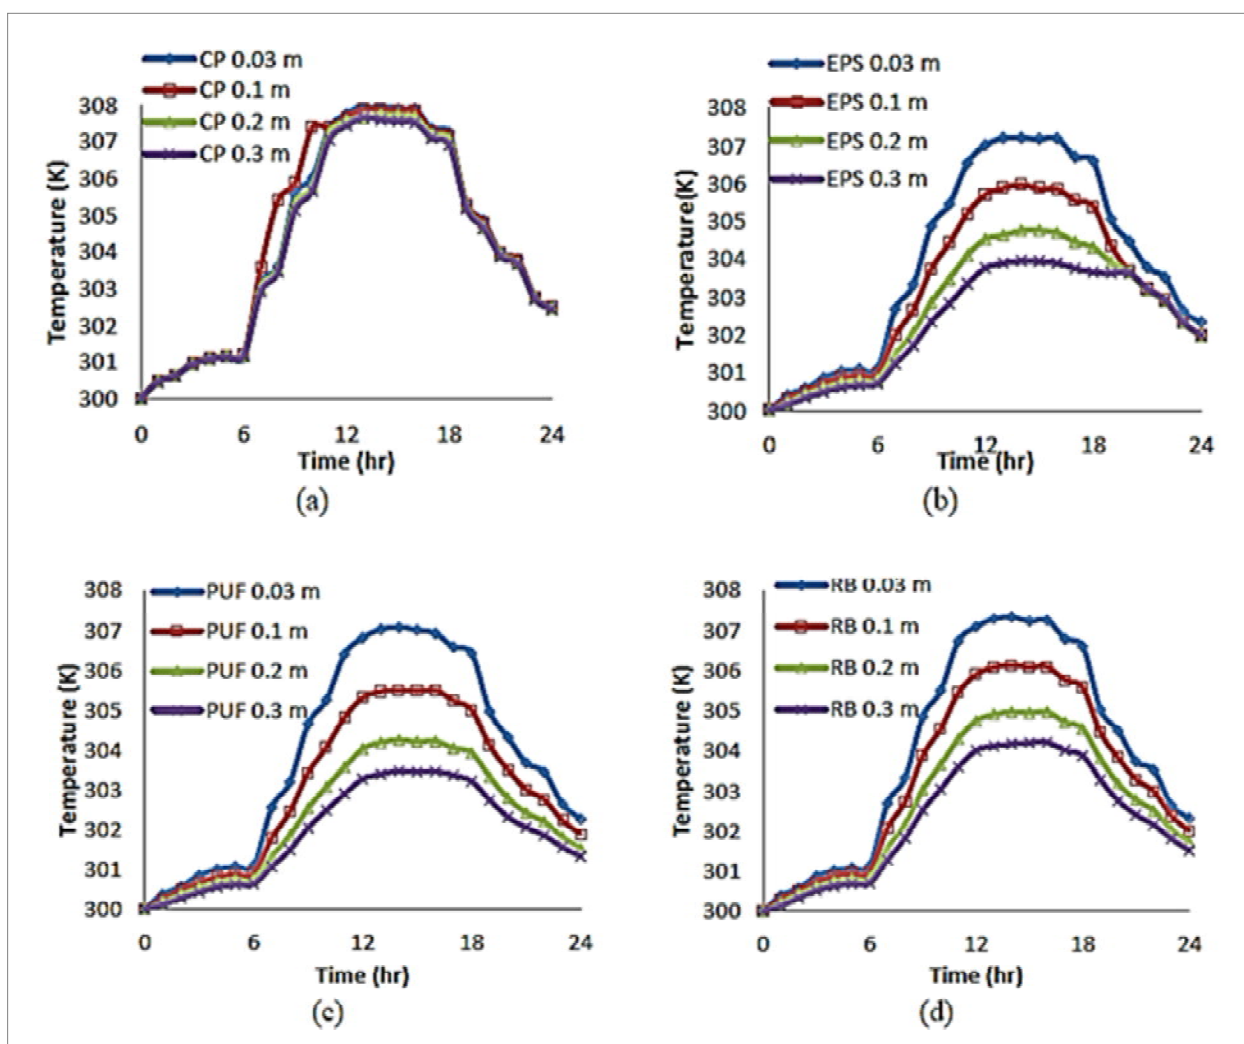 CP 0.03 m
CP 0.1 m
CP 0.2 m
CP 0.3 m
308
307
306
305
304
303
302
301
300
Temperature (K)
0 6 12 18 24
Time (hr)
(a)
EPS 0.03 m
EPS 0.1 m
EPS 0.2 m
EPS 0.3 m
308
307
306
305
304
303
302
301
300
Temperature(K)
0 6 12 18 24
Time (hr)
(b)
PUF 0.03 m
PUF 0.1 m
PUF 0.2 m
PUF 0.3 m
308
307
306
305
304
303
302
301
300
Temperature (K)
0 6 12 18 24
Time (hr)
(c)
RB 0.03 m
RB 0.1 m
RB 0.2 m
RB 0.3 m
308
307
306
305
304
303
302
301
300
Temperature (K)
0 6 12 18 24
Time (hr)
(d)